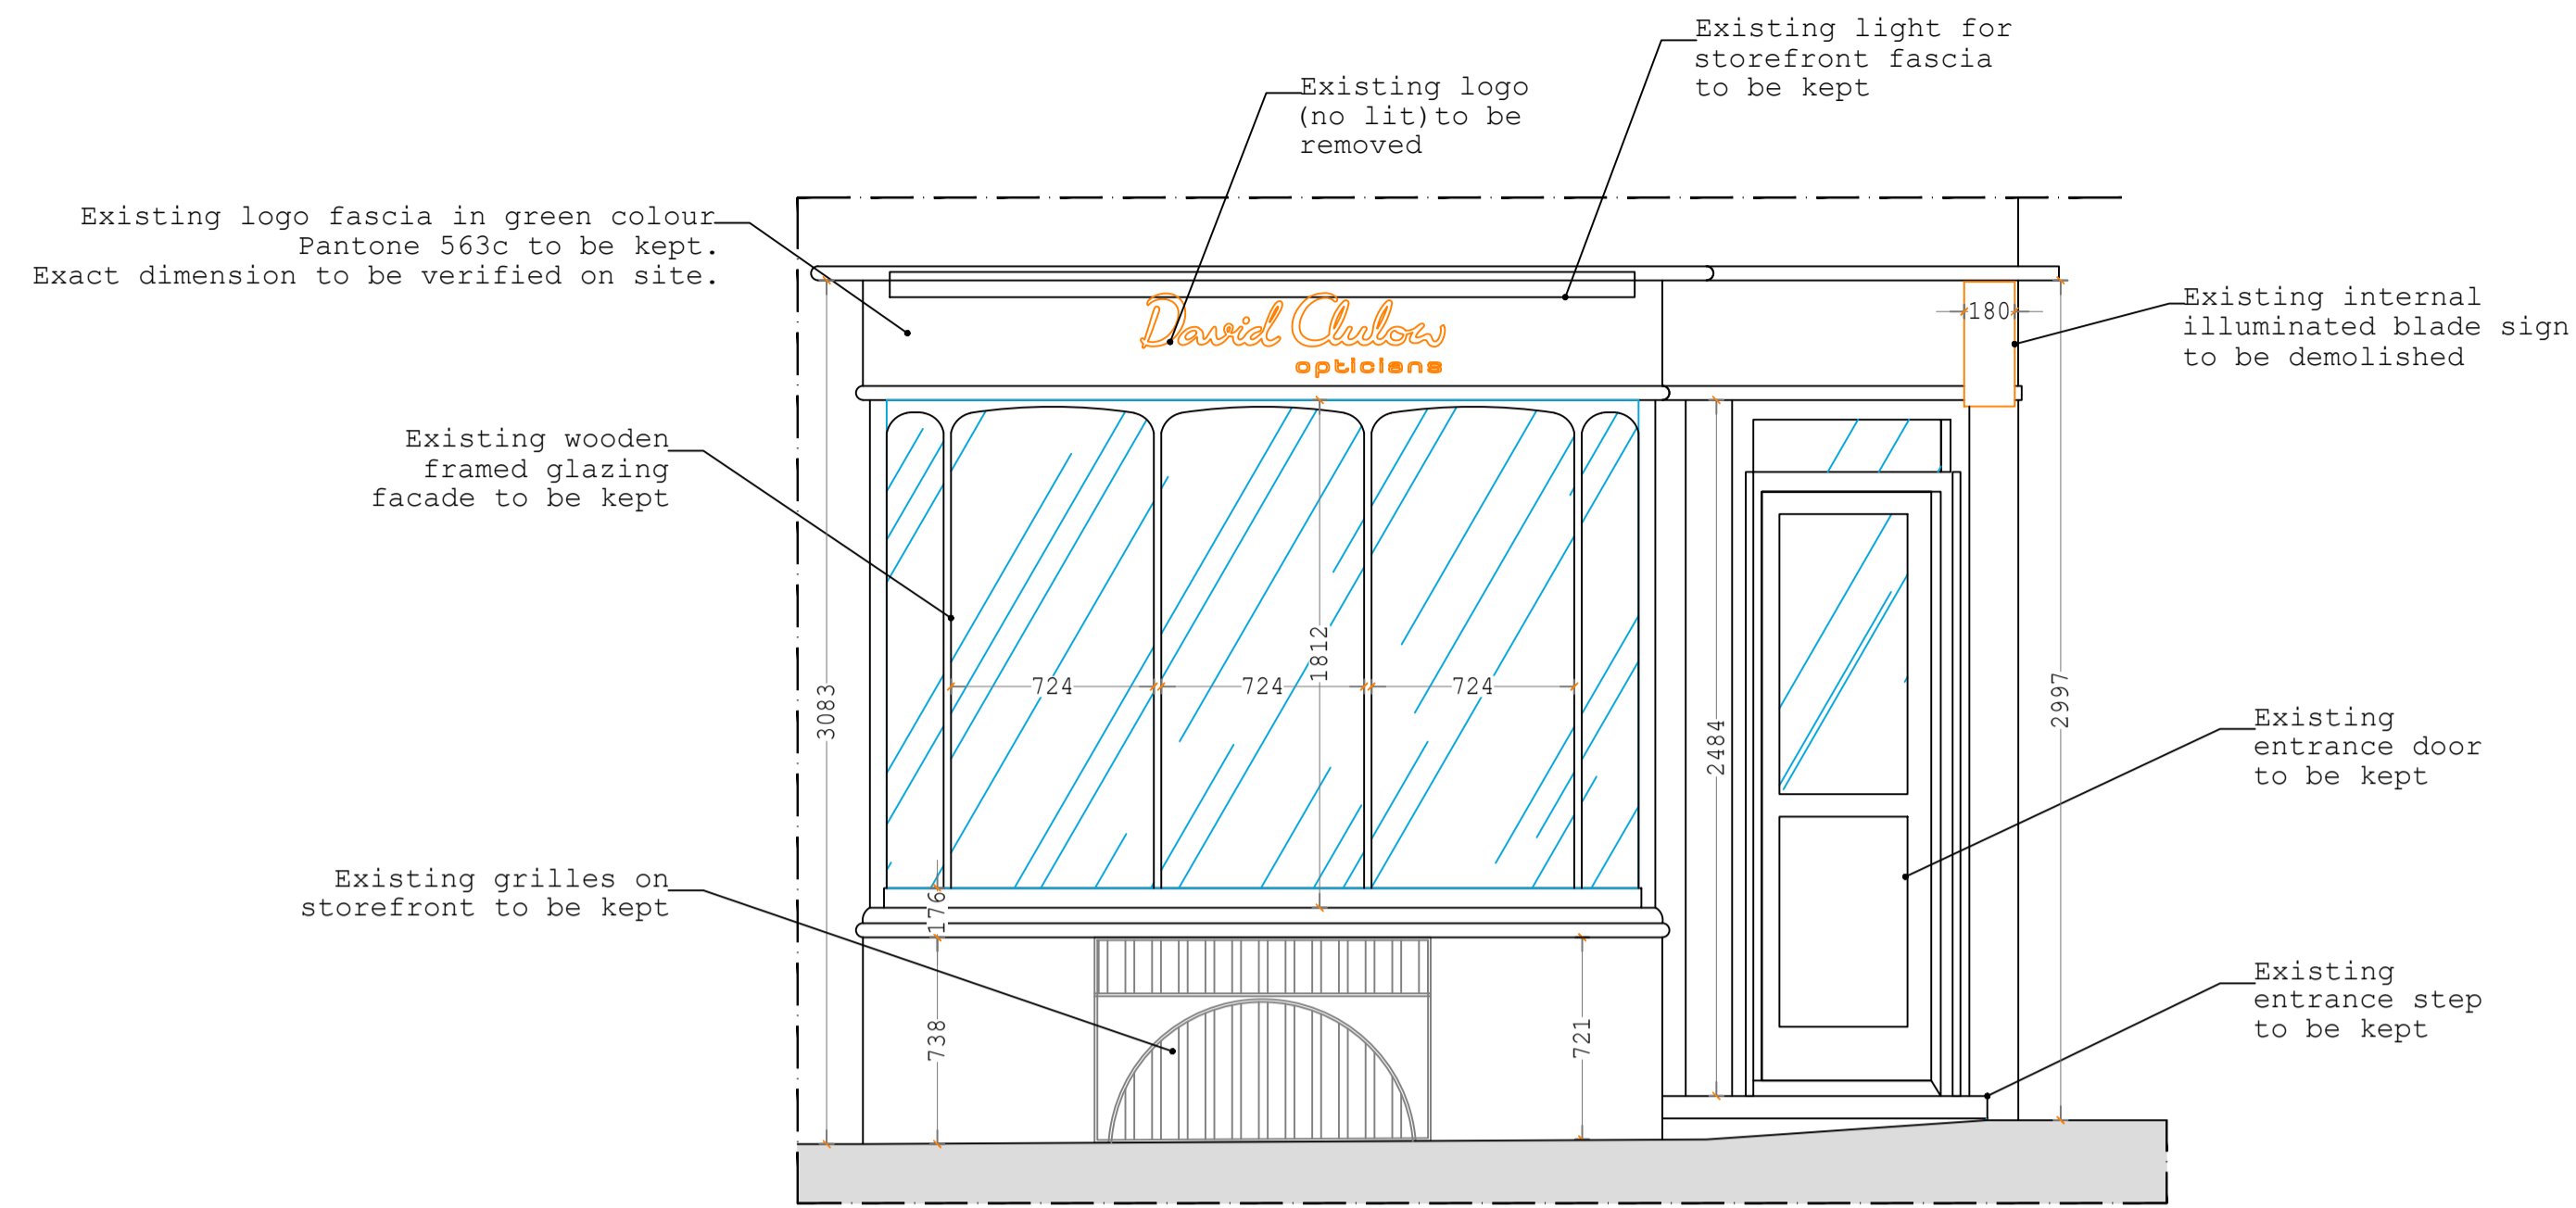 Existing light for
storefront fascia
to be kept
Existing logo
(no lit)to be
removed
Existing logo fascia in green colour
Pantone 563c to be kept.
Exact dimension to be verified on site.
David Clulow
opticians
180
Existing internal
illuminated blade sign
to be demolished
Existing wooden
framed glazing
facade to be kept
3083
724
724
1812
724
2484
2997
Existing
entrance door
to be kept
Existing grilles on
storefront to be kept
176
738
721
Existing
entrance step
to be kept